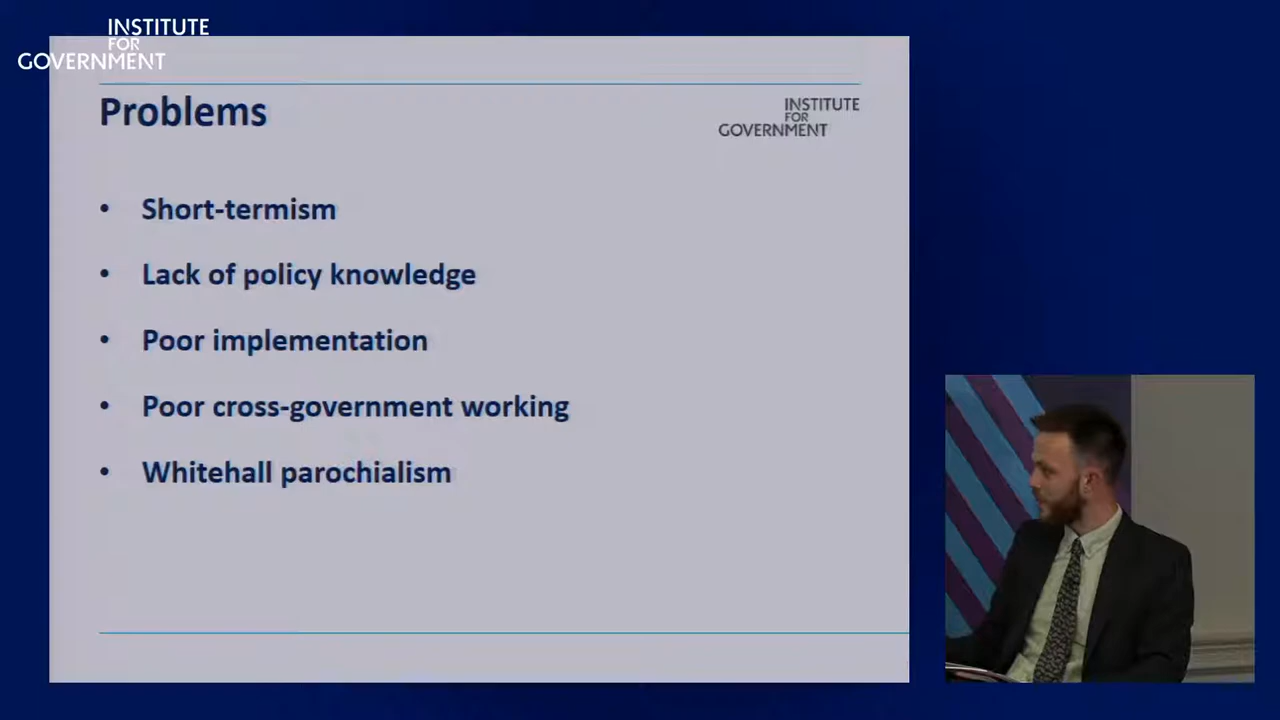 INSTITUTE
FOR
GOVERNMENT
Problems
INSTITUTE
FOR
GOVERNMENT
• Short-termism
• Lack of policy knowledge
• Poor implementation
• Poor cross-government working
• Whitehall parochialism